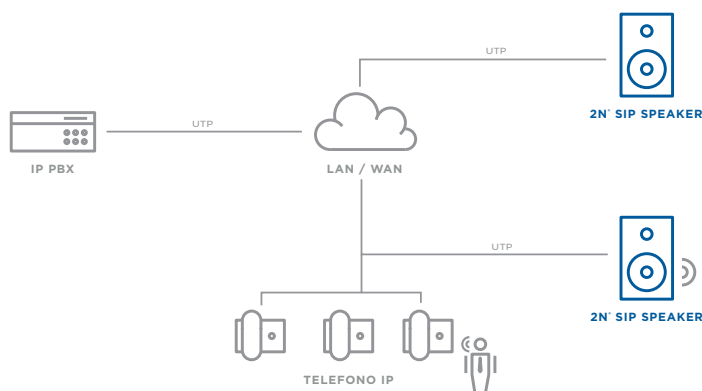 UTP
2N° SIP SPEAKER
UTP
IP PBX
LAN / WAN
UTP
2N° SIP SPEAKER
TELEFONO IP